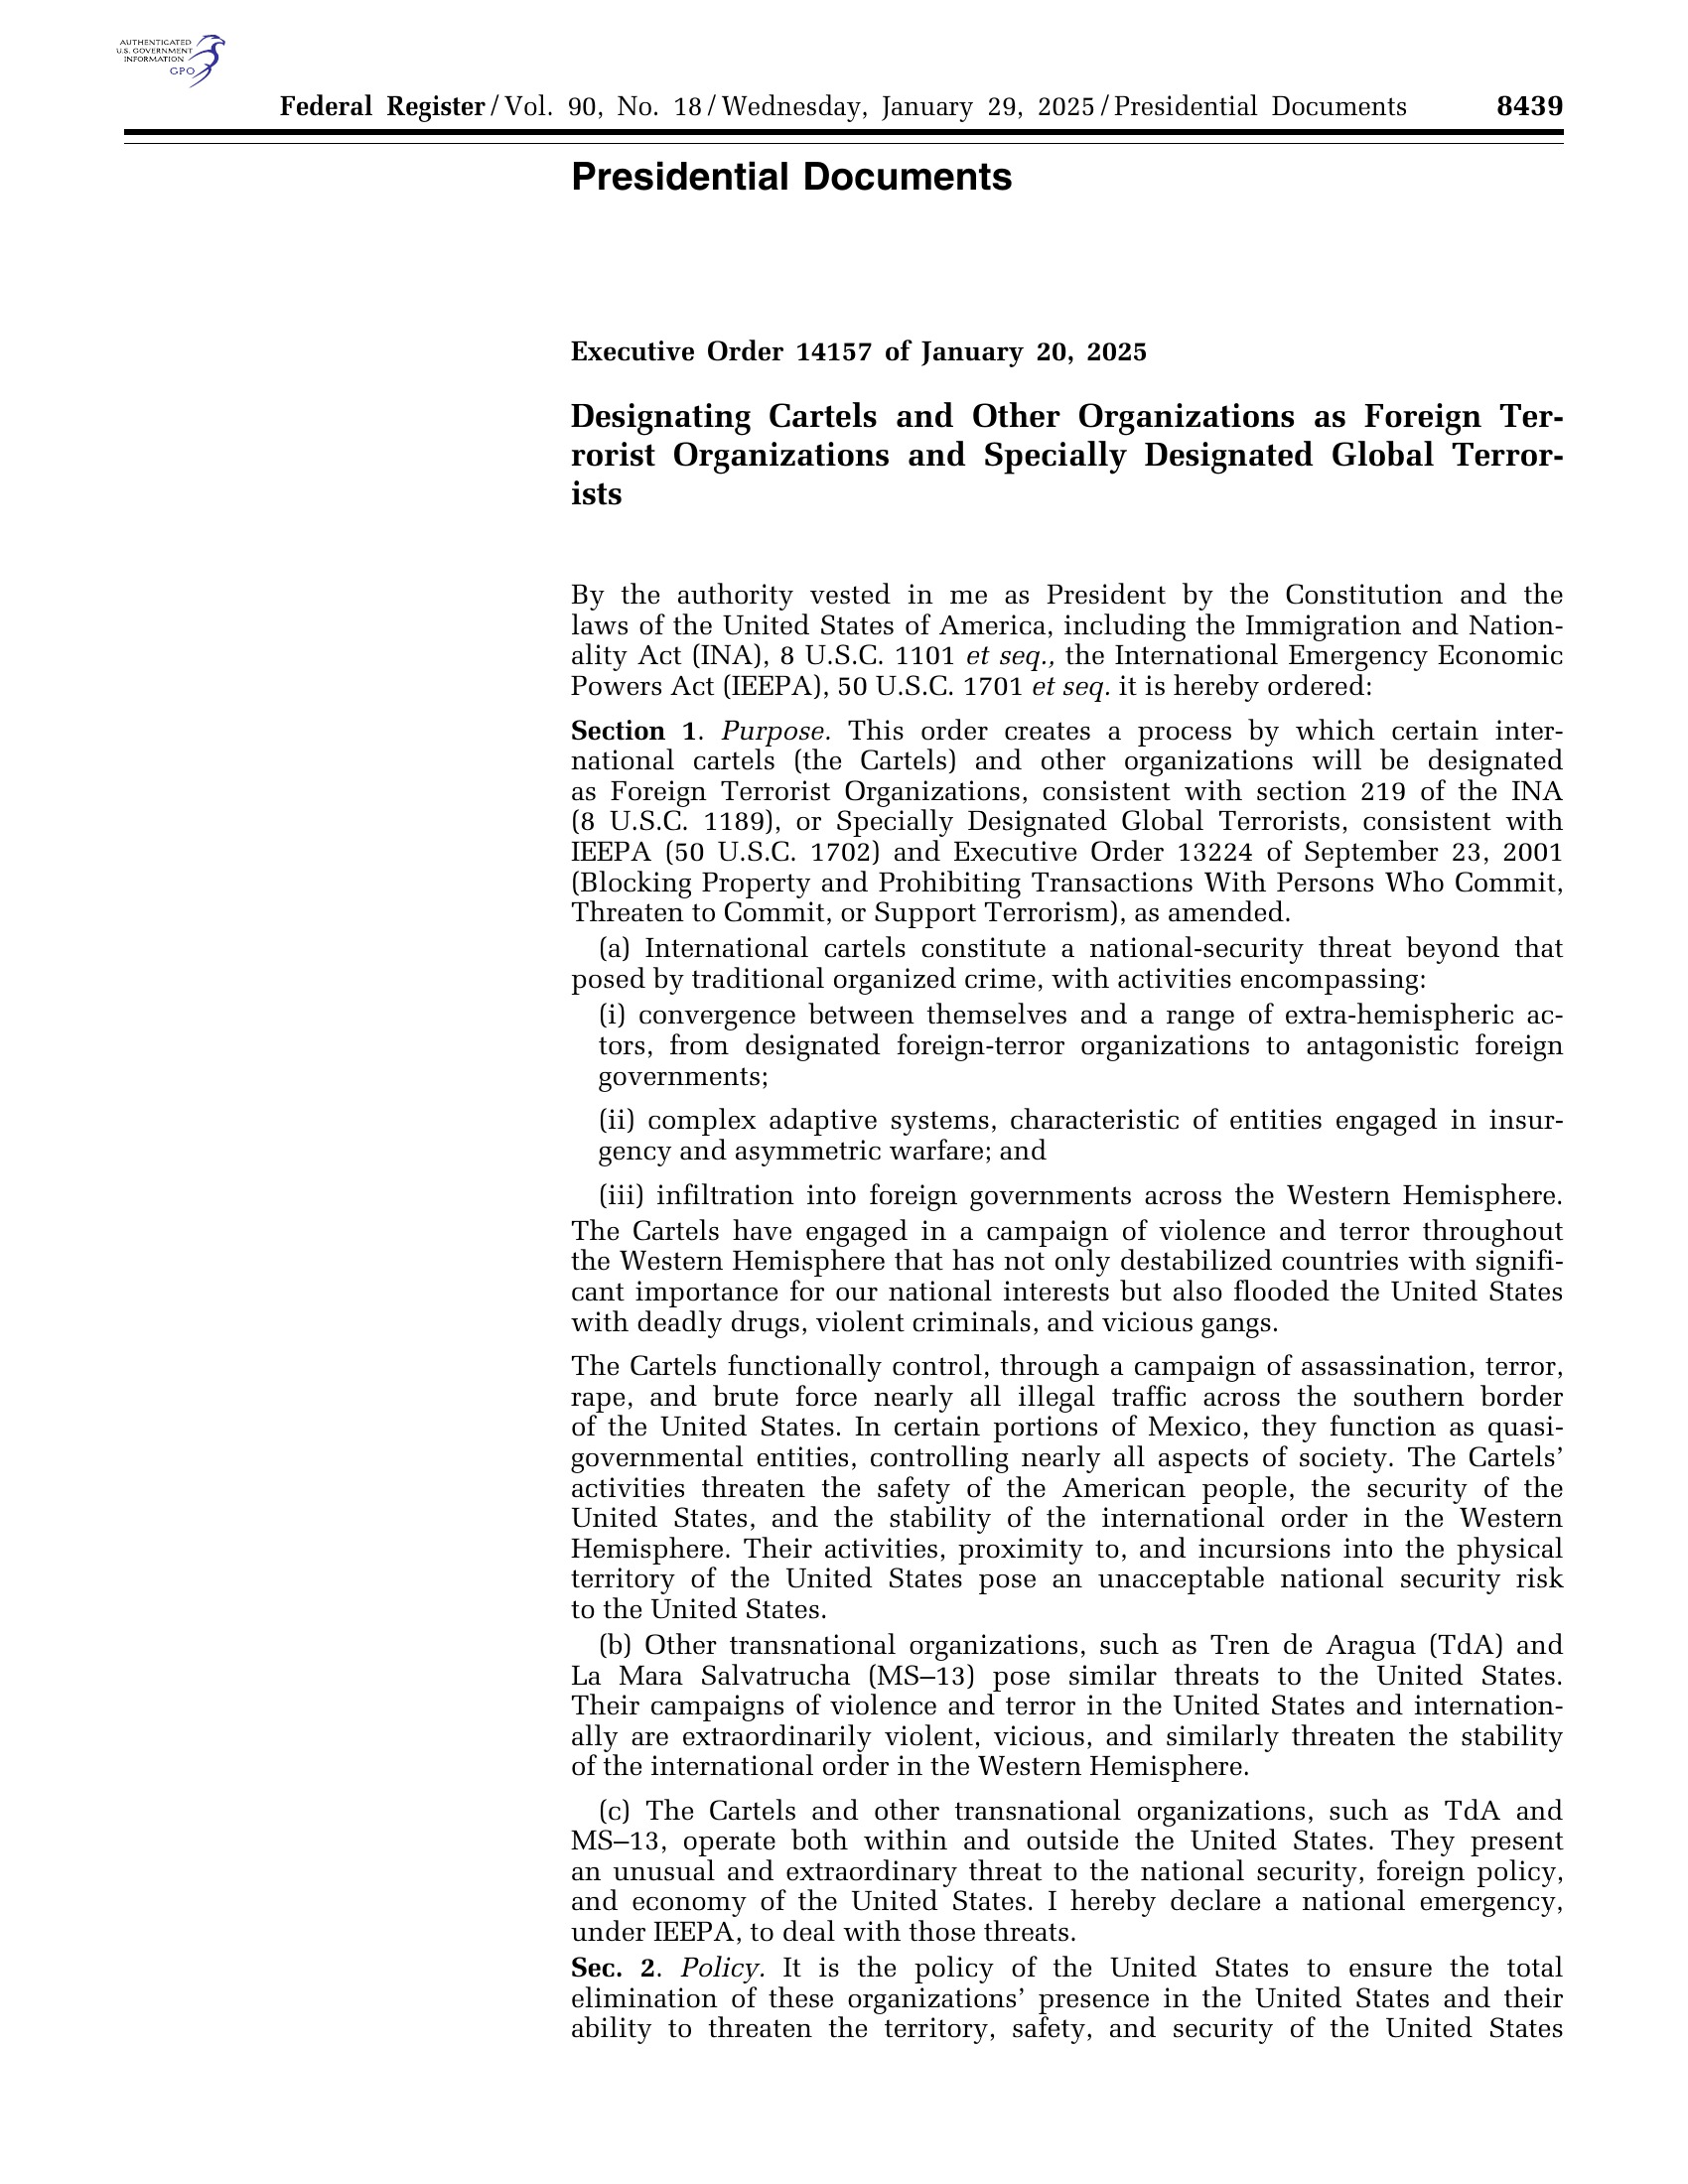 AUTHENTICATED
U.S. GOVERNMENT
INFORMATION
GPO
Federal Register / Vol. 90, No. 18 / Wednesday, January 29, 2025 / Presidential Documents 8439
Presidential Documents
Executive Order 14157 of January 20, 2025
Designating Cartels and Other Organizations as Foreign Ter-
rorist Organizations and Specially Designated Global Terror-
ists
By the authority vested in me as President by the Constitution and the
laws of the United States of America, including the Immigration and Nation-
ality Act (INA), 8 U.S.C. 1101 et seq., the International Emergency Economic
Powers Act (IEEPA), 50 U.S.C. 1701 et seq. it is hereby ordered:
Section 1. Purpose. This order creates a process by which certain inter-
national cartels (the Cartels) and other organizations will be designated
as Foreign Terrorist Organizations, consistent with section 219 of the INA
(8 U.S.C. 1189), or Specially Designated Global Terrorists, consistent with
IEEPA (50 U.S.C. 1702) and Executive Order 13224 of September 23, 2001
(Blocking Property and Prohibiting Transactions With Persons Who Commit,
Threaten to Commit, or Support Terrorism), as amended.
(a) International cartels constitute a national-security threat beyond that
posed by traditional organized crime, with activities encompassing:
(i) convergence between themselves and a range of extra-hemispheric ac-
tors, from designated foreign-terror organizations to antagonistic foreign
governments;
(ii) complex adaptive systems, characteristic of entities engaged in insur-
gency and asymmetric warfare; and
(iii) infiltration into foreign governments across the Western Hemisphere.
The Cartels have engaged in a campaign of violence and terror throughout
the Western Hemisphere that has not only destabilized countries with signifi-
cant importance for our national interests but also flooded the United States
with deadly drugs, violent criminals, and vicious gangs.
The Cartels functionally control, through a campaign of assassination, terror,
rape, and brute force nearly all illegal traffic across the southern border
of the United States. In certain portions of Mexico, they function as quasi-
governmental entities, controlling nearly all aspects of society. The Cartels’
activities threaten the safety of the American people, the security of the
United States, and the stability of the international order in the Western
Hemisphere. Their activities, proximity to, and incursions into the physical
territory of the United States pose an unacceptable national security risk
to the United States.
(b) Other transnational organizations, such as Tren de Aragua (TdA) and
La Mara Salvatrucha (MS–13) pose similar threats to the United States.
Their campaigns of violence and terror in the United States and internation-
ally are extraordinarily violent, vicious, and similarly threaten the stability
of the international order in the Western Hemisphere.
(c) The Cartels and other transnational organizations, such as TdA and
MS–13, operate both within and outside the United States. They present
an unusual and extraordinary threat to the national security, foreign policy,
and economy of the United States. I hereby declare a national emergency,
under IEEPA, to deal with those threats.
Sec. 2. Policy. It is the policy of the United States to ensure the total
elimination of these organizations’ presence in the United States and their
ability to threaten the territory, safety, and security of the United States